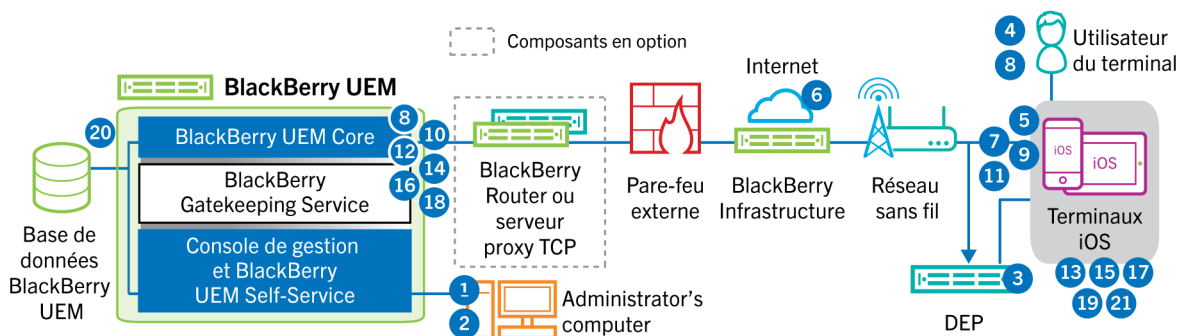 Composants en option
BlackBerry UEM
BlackBerry UEM Core
BlackBerry
Gatekeeping Service
Console de gestion
et BlackBerry
UEM Self-Service
Base de
données
BlackBerry
UEM
20
8
10
12
14
16
18
1
2
Administrator's
computer
BlackBerry
Router ou
serveur
proxy TCP
Pare-feu
externe
Internet
6
BlackBerry
Infrastructure
Réseau
sans fil
4
8
Utilisateur
du terminal
5
7
9
11
iOS
iOS
Terminaux
iOS
13 15 17
19 21
3
DEP